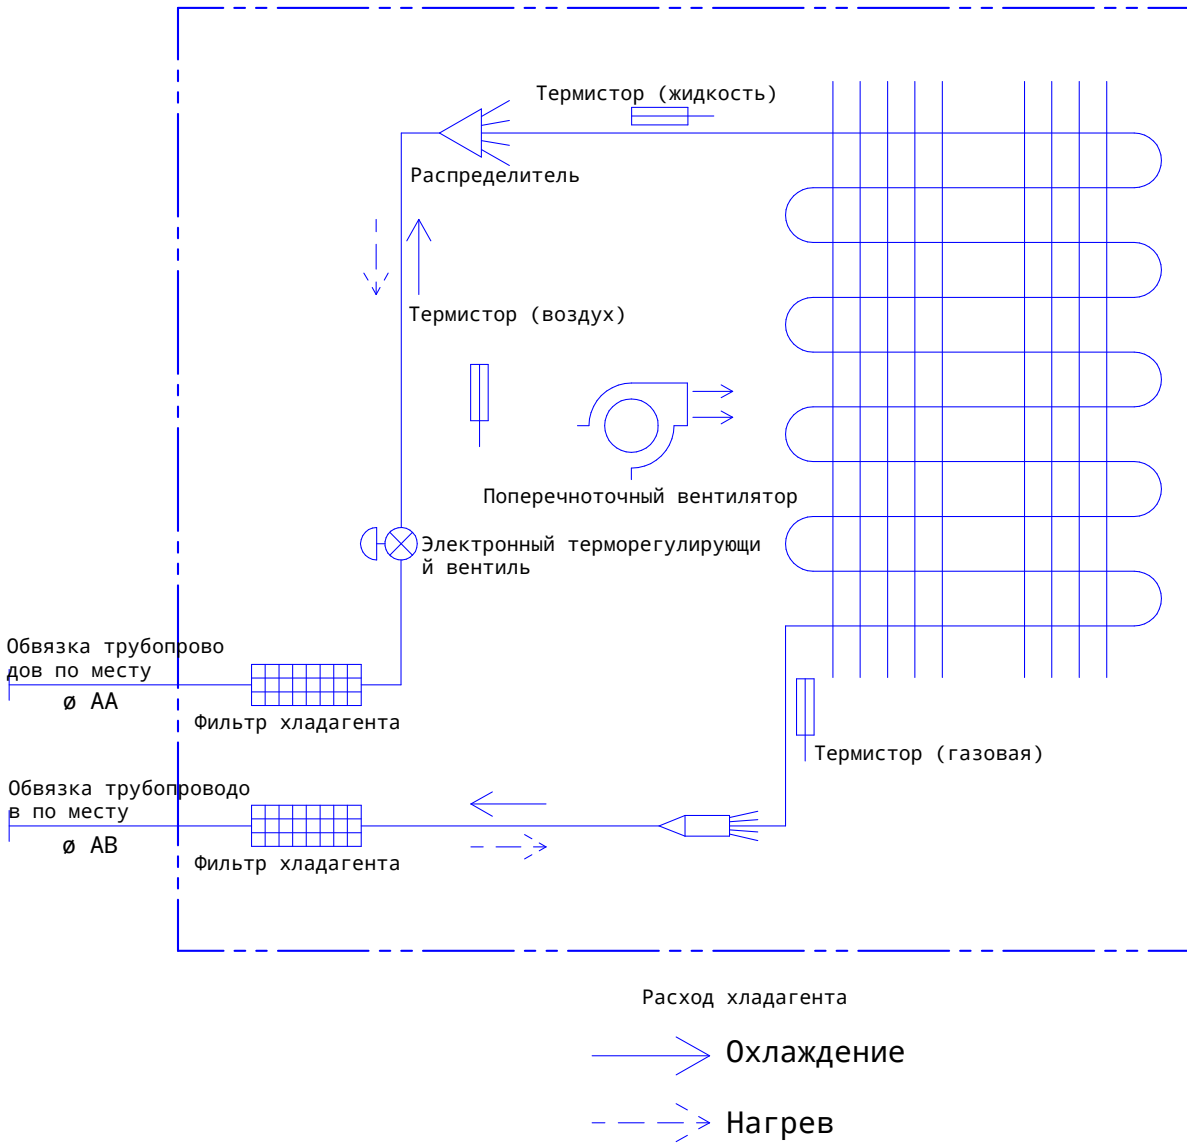 Термистор (жидкость)
Распределитель
Термистор (воздух)
Поперечноточный вентилятор
Электронный терморегулирующи
й вентиль
Обвязка трубопрово
дов по месту
ø AA
Фильтр хладагента
Термистор (газовая)
Обвязка трубопроводо
в по месту
ø AB
Фильтр хладагента
Расход хладагента
Охлаждение
Нагрев